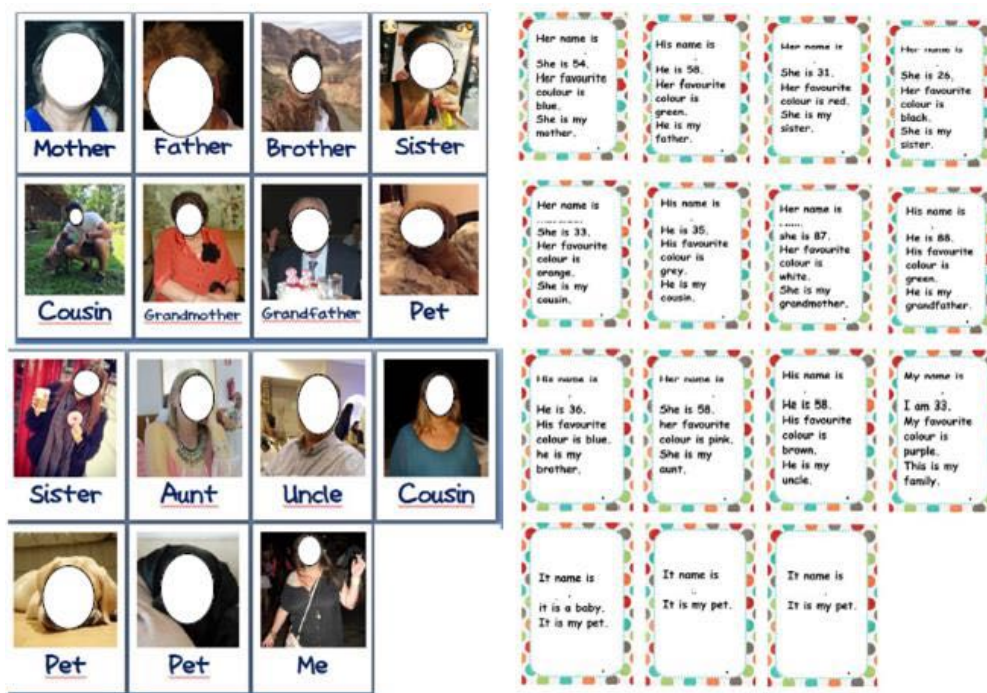 Mother
Father
Brother
Sister
Cousin
Grandmother
Grandfather
Pet
Sister
Aunt
Uncle
Cousin
Pet
Pet
Me
Her name is
She is 54.
Her favourite
coulour is
blue.
She is my
mother.
His name is
He is 58.
Her favourite
colour is
green.
He is my
father.
Her name is
She is 31.
Her favourite
colour is red.
She is my
sister.
Her name is
She is 26.
Her favourite
colour is
black.
She is my
sister.
Her name is
She is 33.
Her favourite
colour is
orange.
She is my
cousin.
His name is
He is 35.
His favourite
colour is
grey.
He is my
cousin.
Her name is
she is 87.
Her favourite
colour is
white.
She is my
grandmother.
His name is
He is 88.
His favourite
colour is
green.
He is my
grandfather.
His name is
He is 36.
His favourite
colour is blue.
he is my
brother.
Her name is
She is 58.
her favourite
colour is pink.
She is my
aunt.
His name is
He is 58.
His favourite
colour is
brown.
He is my
uncle.
My name is
I am 33.
My favourite
colour is
purple.
This is my
family.
It name is
it is a baby.
It is my pet.
It name is
It is my pet.
It name is
It is my pet.